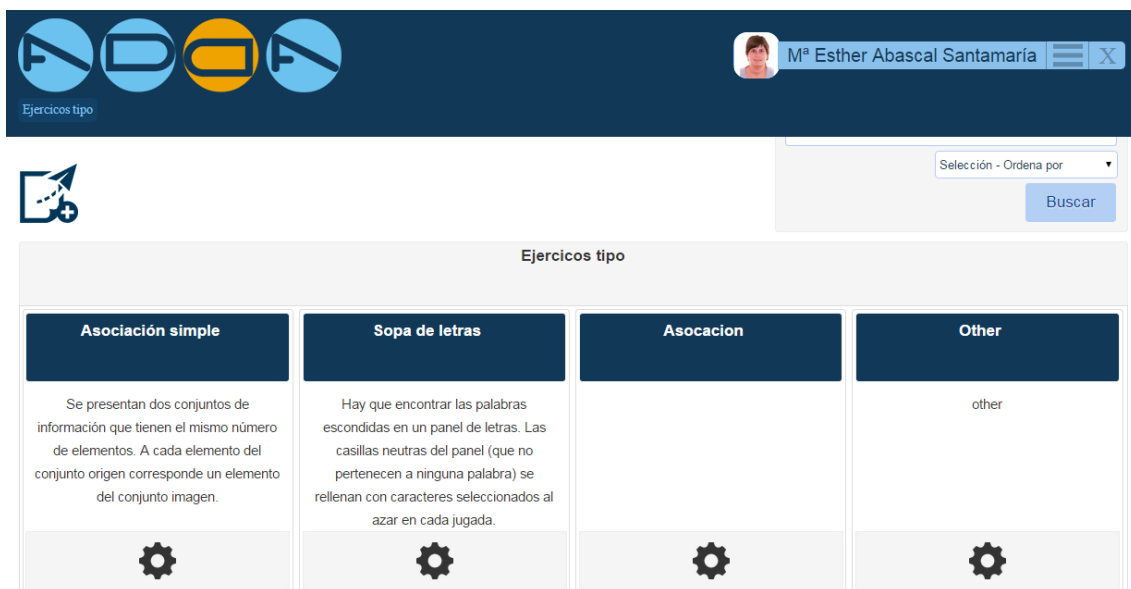 ADCA
Mª Esther Abascal Santamaría
X
Ejercicos tipo
Selección - Ordena por
Buscar
Ejercicos tipo
Asociación simple
Sopa de letras
Asocacion
Other
Se presentan dos conjuntos de
información que tienen el mismo número
de elementos. A cada elemento del
conjunto origen corresponde un elemento
del conjunto imagen.
Hay que encontrar las palabras
escondidas en un panel de letras. Las
casillas neutras del panel (que no
pertenecen a ninguna palabra) se
rellenan con caracteres seleccionados al
azar en cada jugada.
other